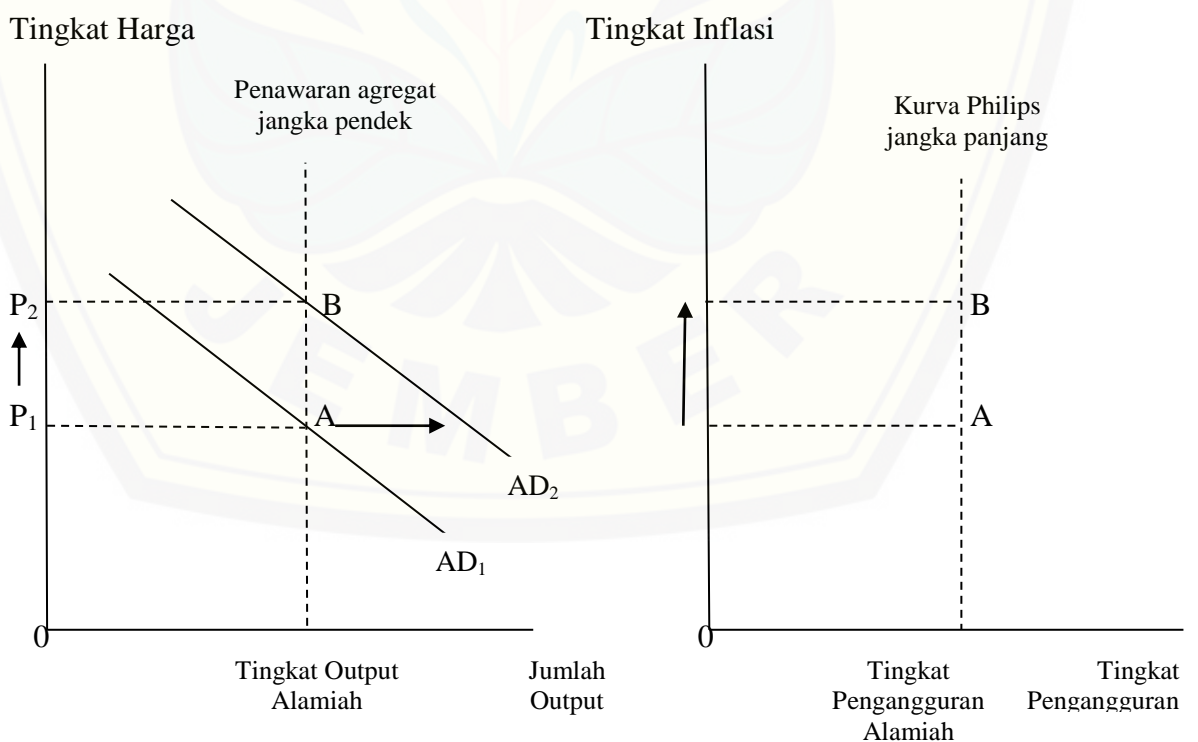 Tingkat Harga
Penawaran agregat
jangka pendek
P2
B
P1
A
AD2
AD1
0
Tingkat Output
Alamiah
Jumlah
Output
Tingkat Inflasi
Kurva Philips
jangka panjang
B
A
0
Tingkat
Pengangguran
Alamiah
Tingkat
Pengangguran
JEMBER